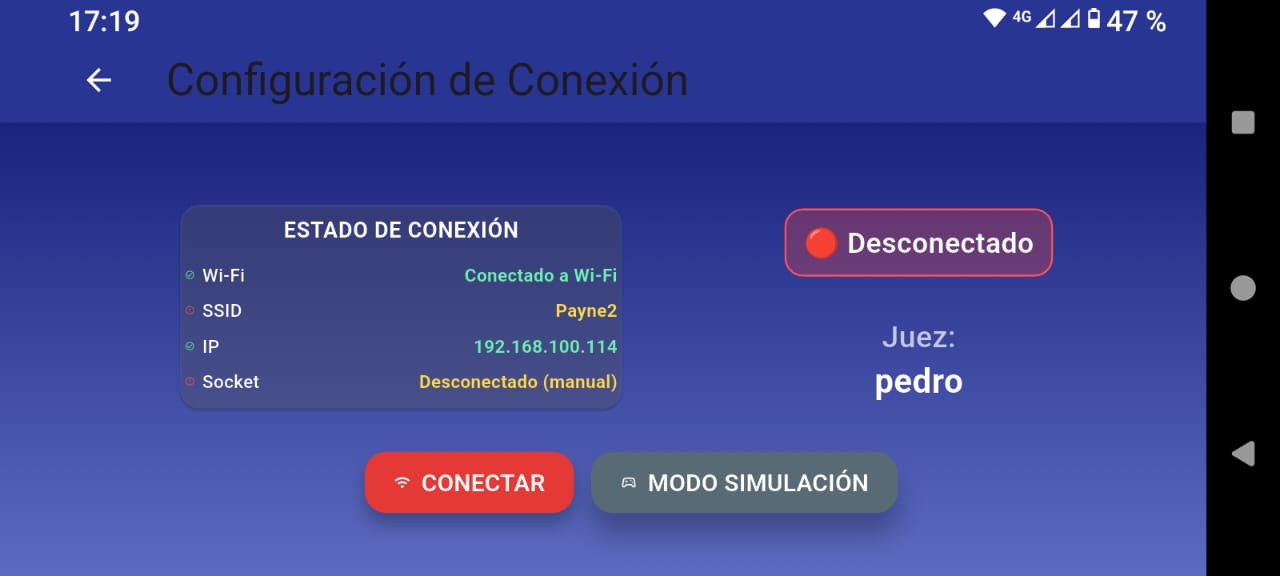 17:19
4G 47 %
Configuración de Conexión
ESTADO DE CONEXIÓN
Wi-Fi Conectado a Wi-Fi
SSID Payne2
IP 192.168.100.114
Socket Desconectado (manual)
Desconectado
Juez:
pedro
CONECTAR
MODO SIMULACIÓN